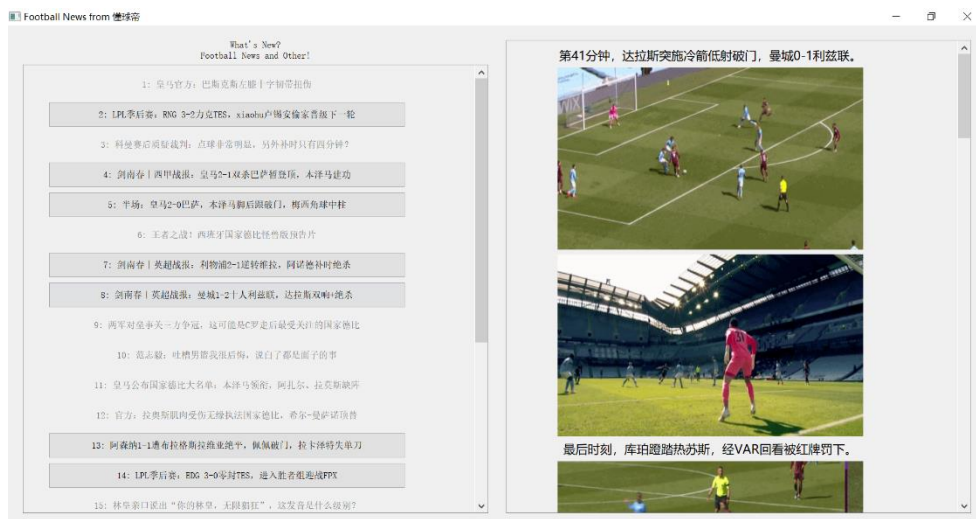 Football News from 懂球帝
What's New?
Football News and Other!
1: 皇马官方: 巴斯克斯左膝十字韧带扭伤
2: LPL季后赛: RNG 3-2力克TES, xiaohu卢锡安偷家晋级下一轮
3: 科曼赛后质疑裁判: 点球非常明显, 另外补时只有四分钟?
4: 剑南春 | 西甲战报: 皇马2-1双杀巴萨暂登顶, 本泽马建功
5: 半场: 皇马2-0巴萨, 本泽马脚后跟破门, 梅西角球中柱
6: 王者之战! 西班牙国家德比怪兽版预告片
7: 剑南春 | 英超战报: 利物浦2-1逆转维拉, 阿诺德补时绝杀
8: 剑南春 | 英超战报: 曼城1-2十人利兹联, 达拉斯双响+绝杀
9: 两军对垒事关三方争冠, 这可能是C罗走后最受关注的国家德比
10: 范志毅: 吐槽男篮我很后悔, 说白了都是面子的事
11: 皇马公布国家德比大名单: 本泽马领衔, 阿扎尔、拉莫斯缺阵
12: 官方: 拉奥斯肌肉受伤无缘执法国家德比, 希尔-曼萨诺顶替
13: 阿森纳1-1遭布拉格斯拉维亚绝平, 佩佩破门, 拉卡泽特失单刀
14: LPL季后赛: EDG 3-0零封TES, 进入胜者组迎战FPX
15: 林皇亲口说出“你的林皇, 无限猖狂”, 这发音是什么级别?
第41分钟，达拉斯突施冷箭低射破门，曼城0-1利兹联。
最后时刻，库珀蹬踏热苏斯，经VAR回看被红牌罚下。